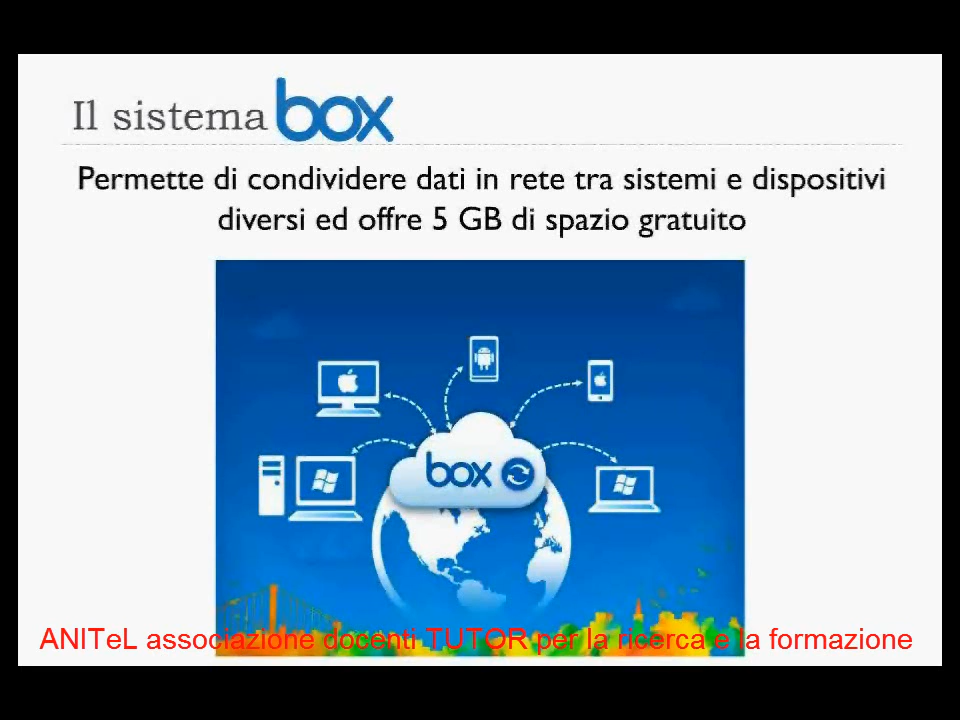 Il sistema box
Permette di condividere dati in rete tra sistemi e dispositivi
diversi ed offre 5 GB di spazio gratuito
box
ANITeL associazione docenti TUTOR per la ricerca e la formazione